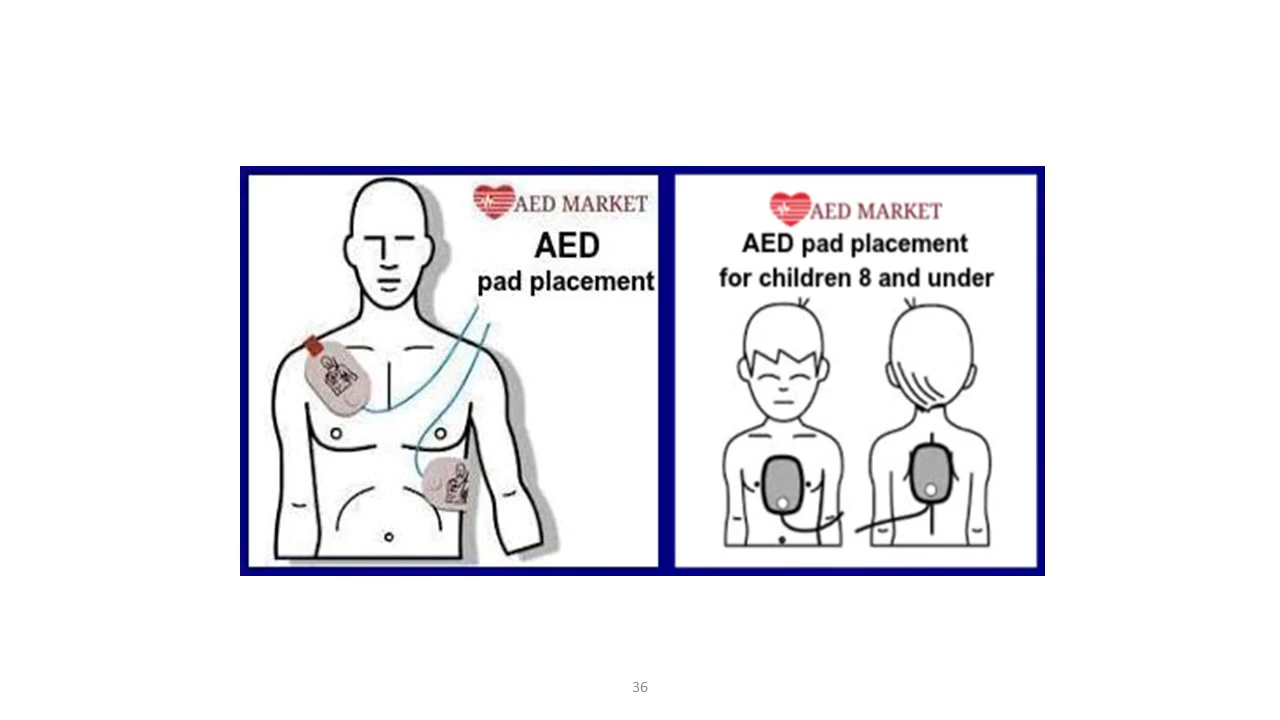 AED MARKET
AED
pad placement
AED MARKET
AED pad placement
for children 8 and under
36